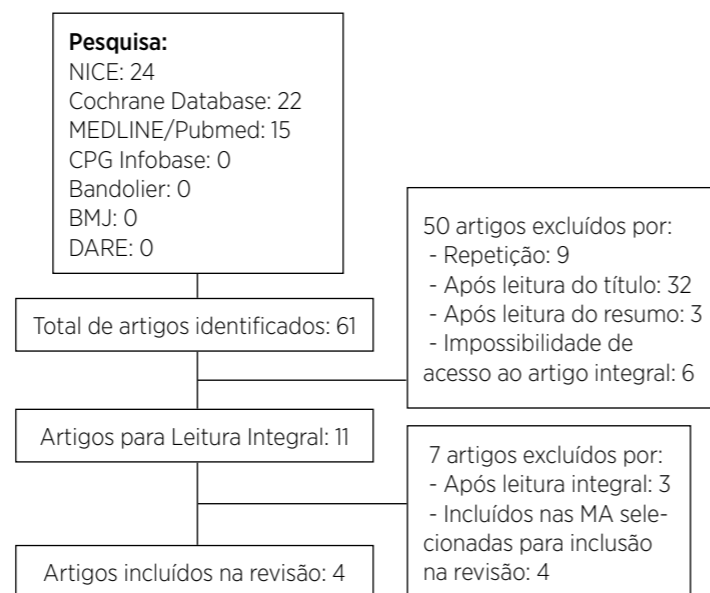 Pesquisa:
NICE: 24
Cochrane Database: 22
MEDLINE/Pubmed: 15
CPG Infobase: 0
Bandolier: 0
BMJ: 0
DARE: 0
Total de artigos identificados: 61
50 artigos excluídos por:
- Repetição: 9
- Após leitura do título: 32
- Após leitura do resumo: 3
- Impossibilidade de
acesso ao artigo integral: 6
Artigos para Leitura Integral: 11
7 artigos excluídos por:
- Após leitura integral: 3
- Incluídos nas MA sele-
cionadas para inclusão
na revisão: 4
Artigos incluídos na revisão: 4